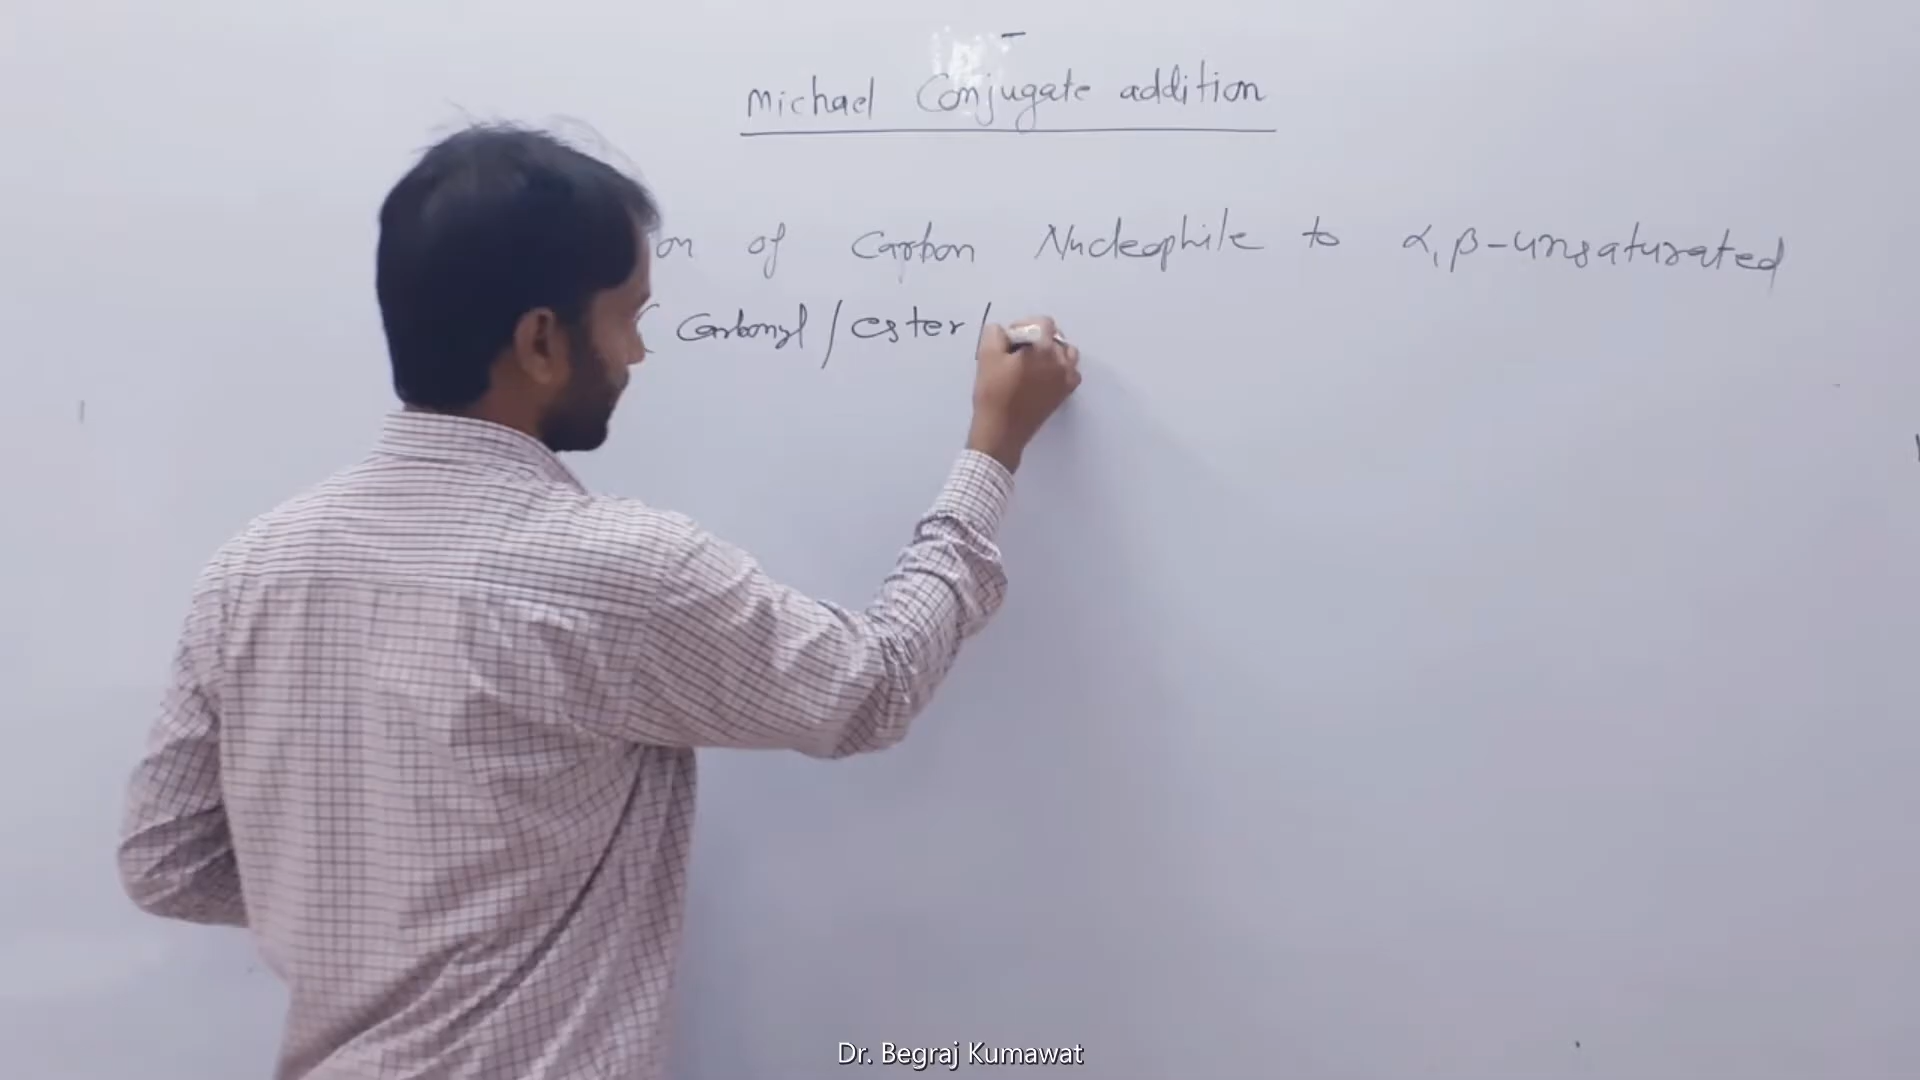 Michael Conjugate addition
on of Carbon Nucleophile to α,β-unsaturated
( Carbonyl / ester /
Dr. Begraj Kumawat